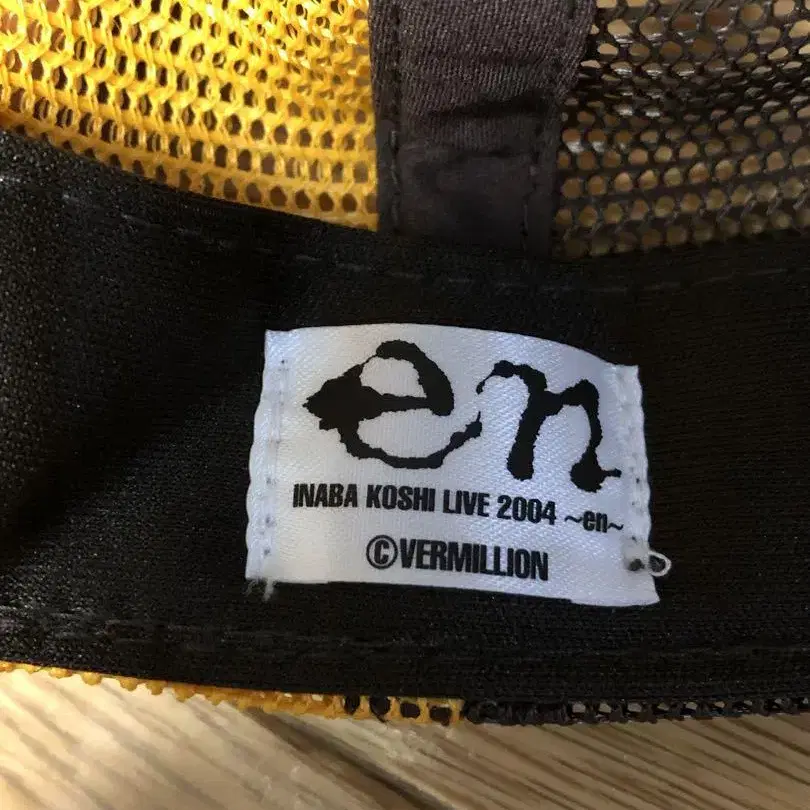 en
INABA KOSHI LIVE 2004 ~en~
©VERMILLION